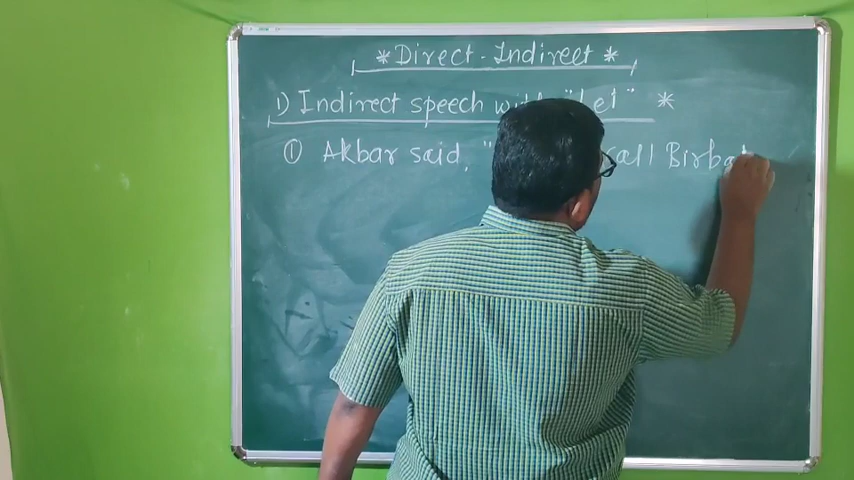 * Direct - Indirect *
1) Indirect speech with "Let" *
① Akbar said, " call Birbal